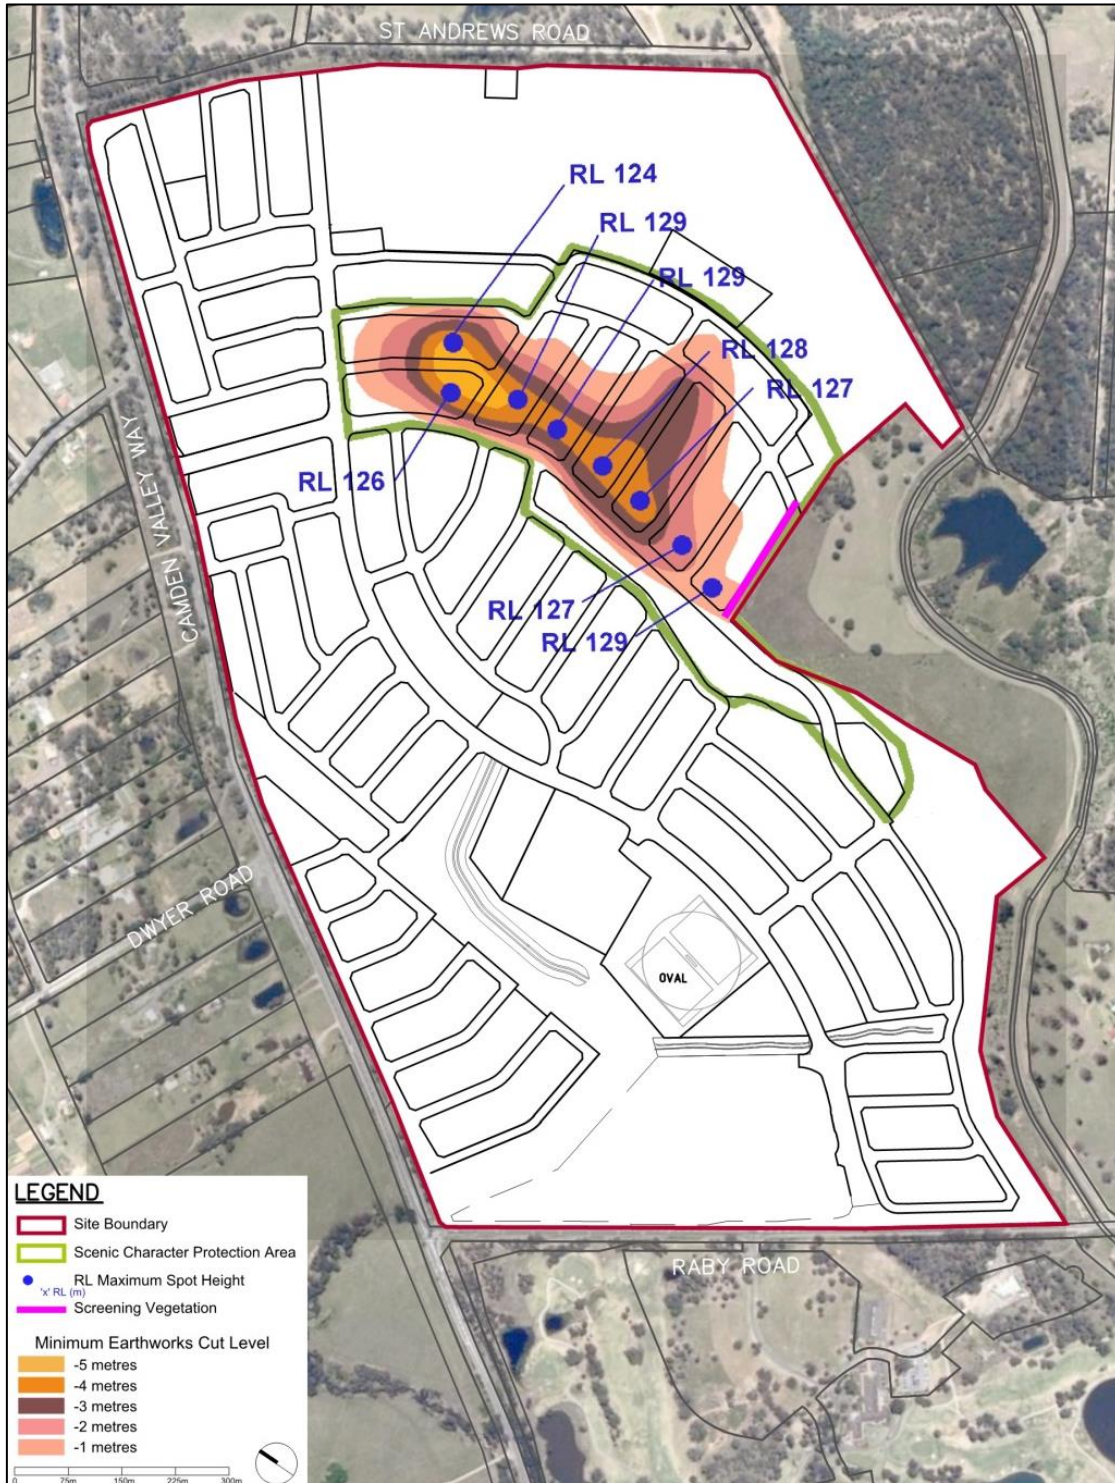 ST ANDREWS ROAD
RL 124
RL 129
RL 129
RL 128
RL 127
RL 126
CAMDEN VALLEY WAY
RL 127
RL 129
DWYER ROAD
OVAL
RABY ROAD
LEGEND
Site Boundary
Scenic Character Protection Area
RL Maximum Spot Height
'x' RL (m)
Screening Vegetation
Minimum Earthworks Cut Level
-5 metres
-4 metres
-3 metres
-2 metres
-1 metres
0 75m 150m 225m 300m